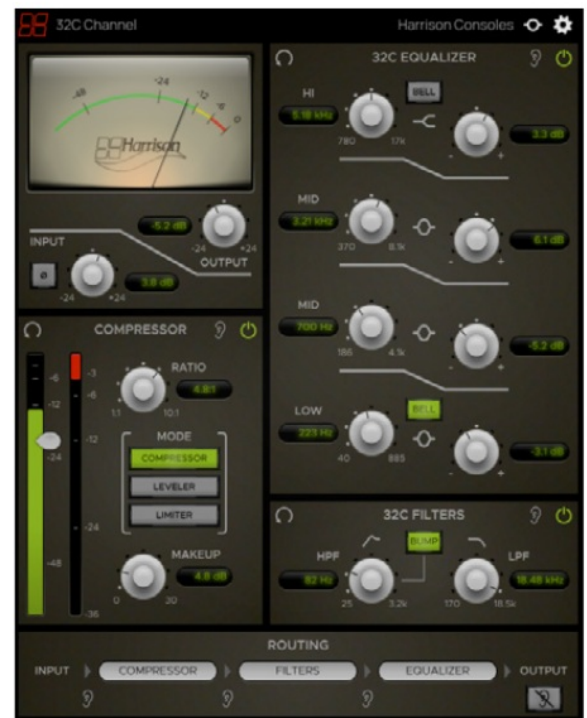 32C Channel
Harrison Consoles
-48 -24 -12 -6 0
Harrison
-5.2 dB
-24 +24
INPUT
OUTPUT
ø
3.8 dB
-24 +24
32C EQUALIZER
HI
BELL
5.18 kHz
3.3 dB
780 17k
- +
MID
3.21 kHz
6.1 dB
370 8.1k
- +
MID
700 Hz
-5.2 dB
186 4.1k
- +
LOW
BELL
223 Hz
-3.1 dB
40 885
- +
COMPRESSOR
-6
-12
-24
-48
-3
-6
-12
-24
-36
RATIO
4.8:1
1:1 10:1
MODE
COMPRESSOR
LEVELER
LIMITER
MAKEUP
4.8 dB
0 30
32C FILTERS
HPF
BUMP
LPF
82 Hz
18.48 kHz
25 3.2k
170 18.5k
ROUTING
INPUT COMPRESSOR FILTERS EQUALIZER OUTPUT